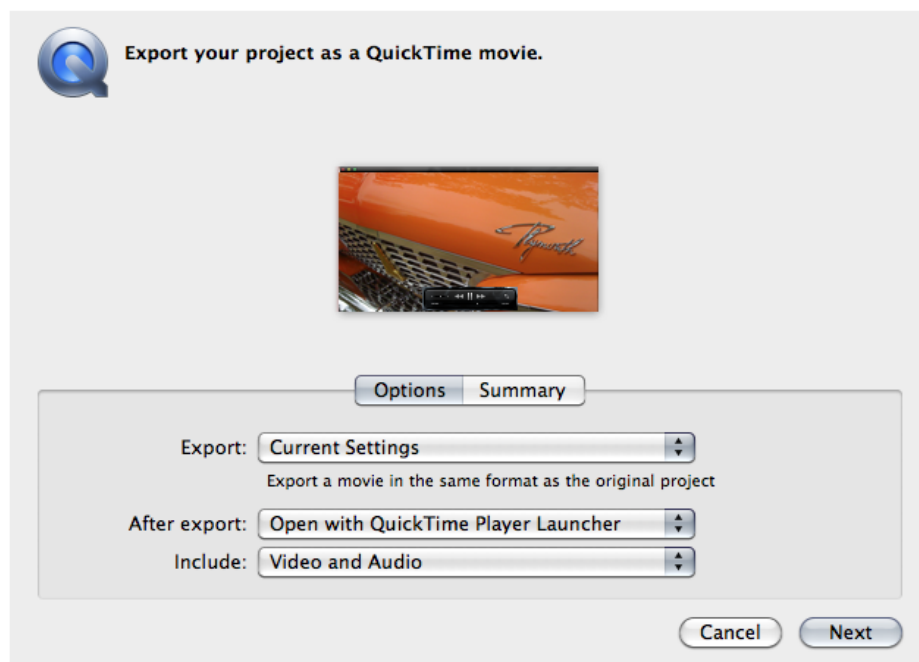 Export your project as a QuickTime movie.
Plymouth
Options Summary
Export: Current Settings
Export a movie in the same format as the original project
After export: Open with QuickTime Player Launcher
Include: Video and Audio
Cancel Next